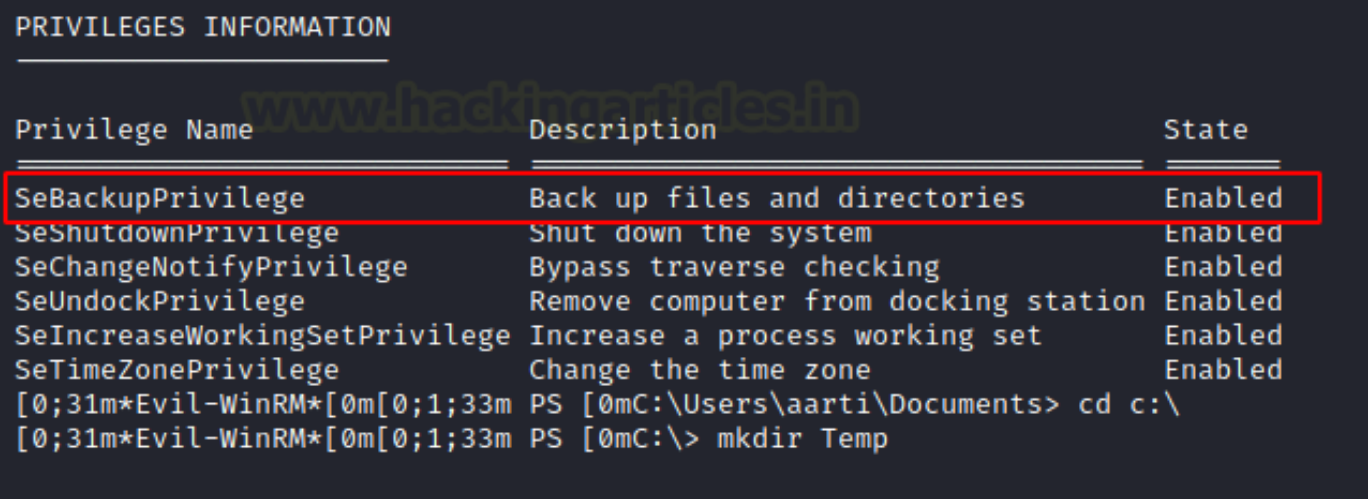 PRIVILEGES INFORMATION
www.hackingarticles.in
Privilege Name Description State
SeBackupPrivilege Back up files and directories Enabled
SeShutdownPrivilege Shut down the system Enabled
SeChangeNotifyPrivilege Bypass traverse checking Enabled
SeUndockPrivilege Remove computer from docking station Enabled
SeIncreaseWorkingSetPrivilege Increase a process working set Enabled
SeTimeZonePrivilege Change the time zone Enabled
[0;31m*Evil-WinRM*[0m[0;1;33m PS [0mC:\Users\aarti\Documents> cd c:\
[0;31m*Evil-WinRM*[0m[0;1;33m PS [0mC:\> mkdir Temp